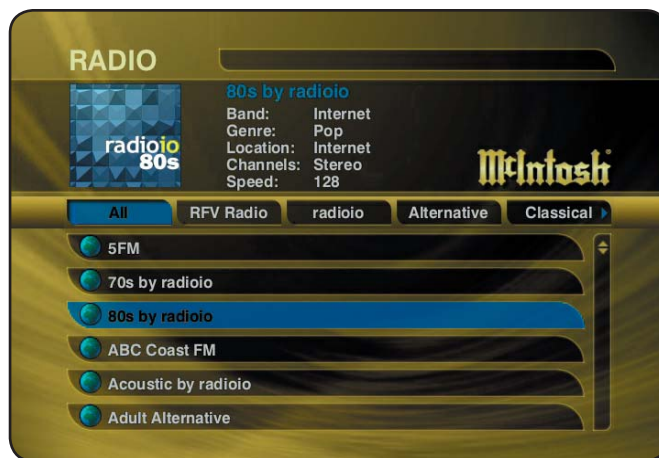 RADIO
radioio
80s
80s by radioio
Band: Internet
Genre: Pop
Location: Internet
Channels: Stereo
Speed: 128
McIntosh
All RFV Radio radioio Alternative Classical
5FM
70s by radioio
80s by radioio
ABC Coast FM
Acoustic by radioio
Adult Alternative